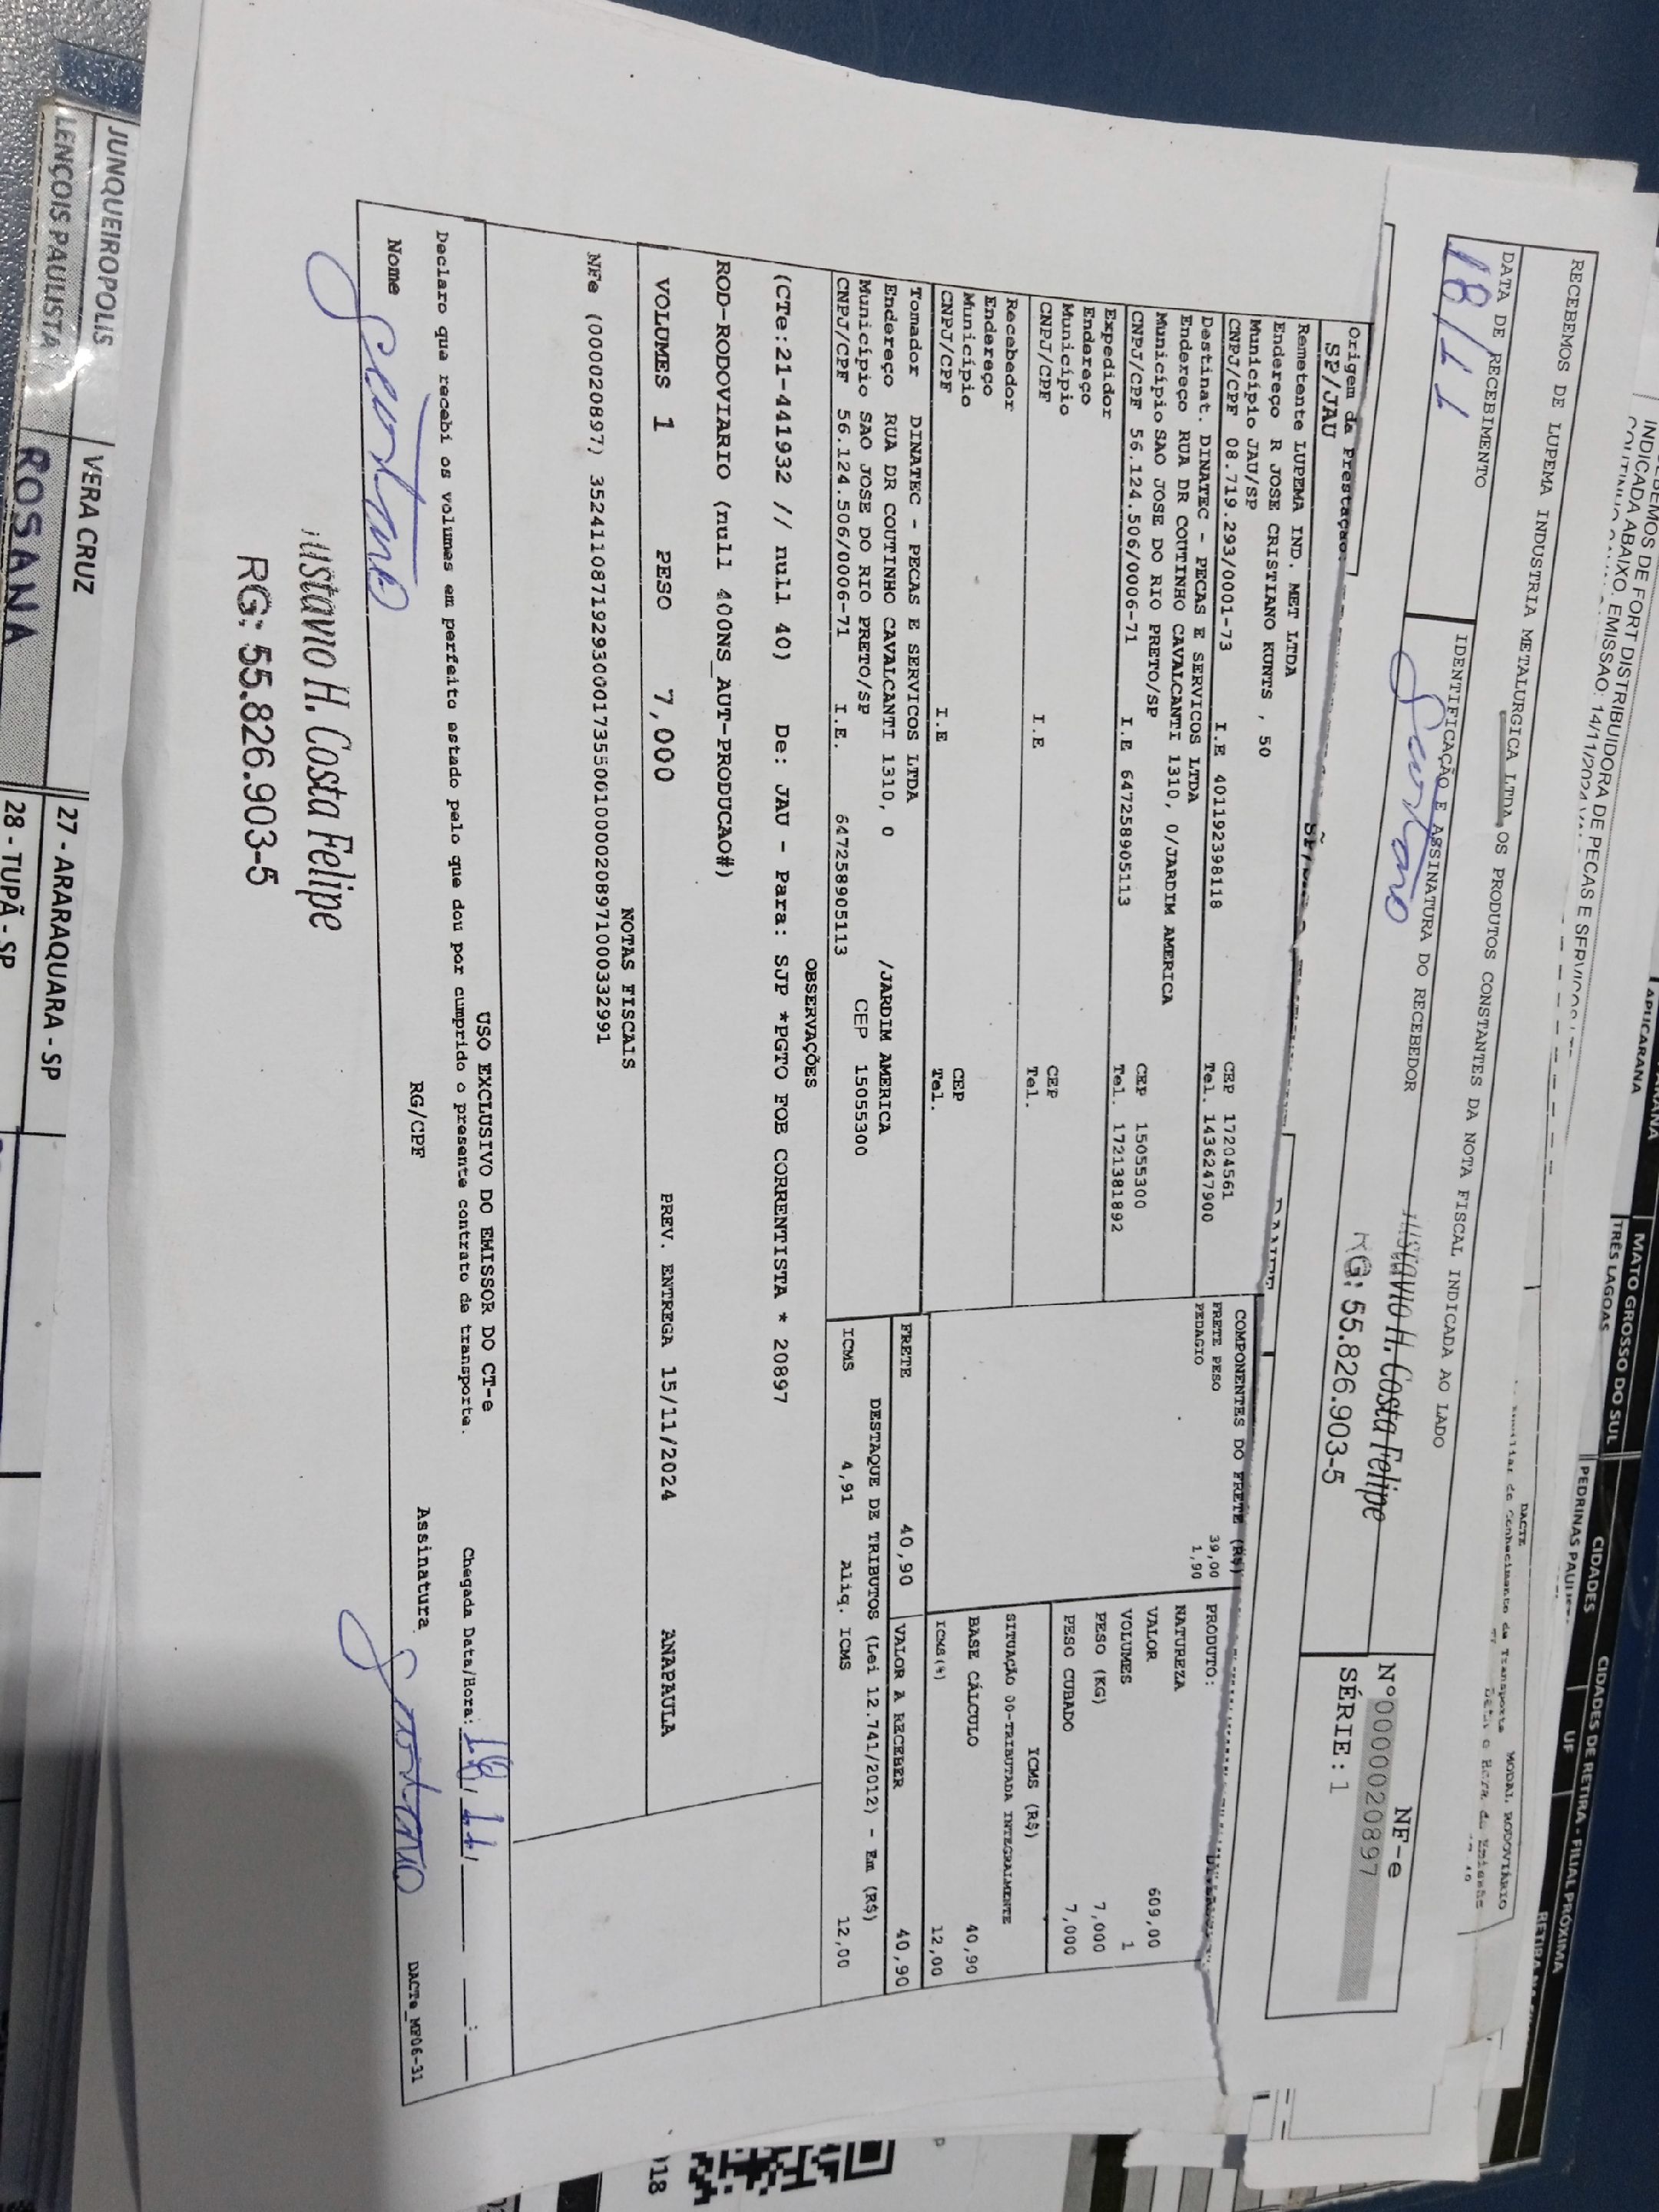 RECEBEMOS DE LUPEMA INDUSTRIA METALURGICA LTDA OS PRODUTOS CONSTANTES DA NOTA FISCAL INDICADA AO LADO
DATA DE RECEBIMENTO
18/11
IDENTIFICAÇÃO E ASSINATURA DO RECEBEDOR
RG: 55.826.903-5
NF-e
Nº000020897
SÉRIE:1
Origem da Prestação
SP/JAU
Remetente LUPEMA IND. MET LTDA
Endereço R JOSE CRISTIANO KUNTS , 50
Município JAU/SP CEP 17204561
CNPJ/CPF 08.719.293/0001-73 I.E 401192398118 Tel. 1436247900
Destinat. DINATEC - PECAS E SERVICOS LTDA
Endereço RUA DR COUTINHO CAVALCANTI 1310, 0/JARDIM AMERICA
Município SAO JOSE DO RIO PRETO/SP CEP 15055300
CNPJ/CPF 56.124.506/0006-71 I.E 647258905113 Tel. 1721381892
Expedidor
Endereço
Município CEP
CNPJ/CPF I.E Tel.
Recebedor
Endereço
Município CEP
CNPJ/CPF I.E Tel.
Tomador DINATEC - PECAS E SERVICOS LTDA
Endereço RUA DR COUTINHO CAVALCANTI 1310, 0 /JARDIM AMERICA
Município SAO JOSE DO RIO PRETO/SP CEP 15055300
CNPJ/CPF 56.124.506/0006-71 I.E. 647258905113
COMPONENTES DO FRETE (R$)
FRETE PESO 39,00
PEDAGIO 1,90
PRODUTO:
NATUREZA
VALOR 609,00
VOLUMES 1
PESO (KG) 7,000
PESO CUBADO 7,000
ICMS (R$)
SITUAÇÃO 00-TRIBUTADA INTEGRALMENTE
BASE CÁLCULO 40,90
ICMS(%) 12,00
FRETE 40,90 VALOR A RECEBER 40,90
DESTAQUE DE TRIBUTOS (Lei 12.741/2012) - Em (R$)
ICMS 4,91 aliq. ICMS 12,00
OBSERVAÇÕES
(CTe:21-441932 // null 40) De: JAU - Para: SJP *PGTO FOB CORRENTISTA * 20897
ROD-RODOVIARIO (null 400NS_AUT-PRODUCAO#)
VOLUMES 1 PESO 7,000 PREV. ENTREGA 15/11/2024 ANAPAULA
NOTAS FISCAIS
NFe (000020897) 35241108719293000173550010000208971000332991
USO EXCLUSIVO DO EMISSOR DO CT-e
Declaro que recebi os volumes em perfeito estado pelo que dou por cumprido o presente contrato de transporte.
Chegada Data/Hora: 18/11/
Nome RG/CPF Assinatura
DACTe_MF06-31
H. Costa Felipe
RG: 55.826.903-5
JUNQUEIROPOLIS VERA CRUZ 27 - ARARAQUARA - SP
LENÇOIS PAULISTA ROSANA 28 - TUPÃ - SP
MATO GROSSO DO SUL
TRÊS LAGOAS
CIDADES
CIDADES DE RETIRA - FILIAL PRÓXIMA
UF
DACTE
MODAL RODOVIÁRIO